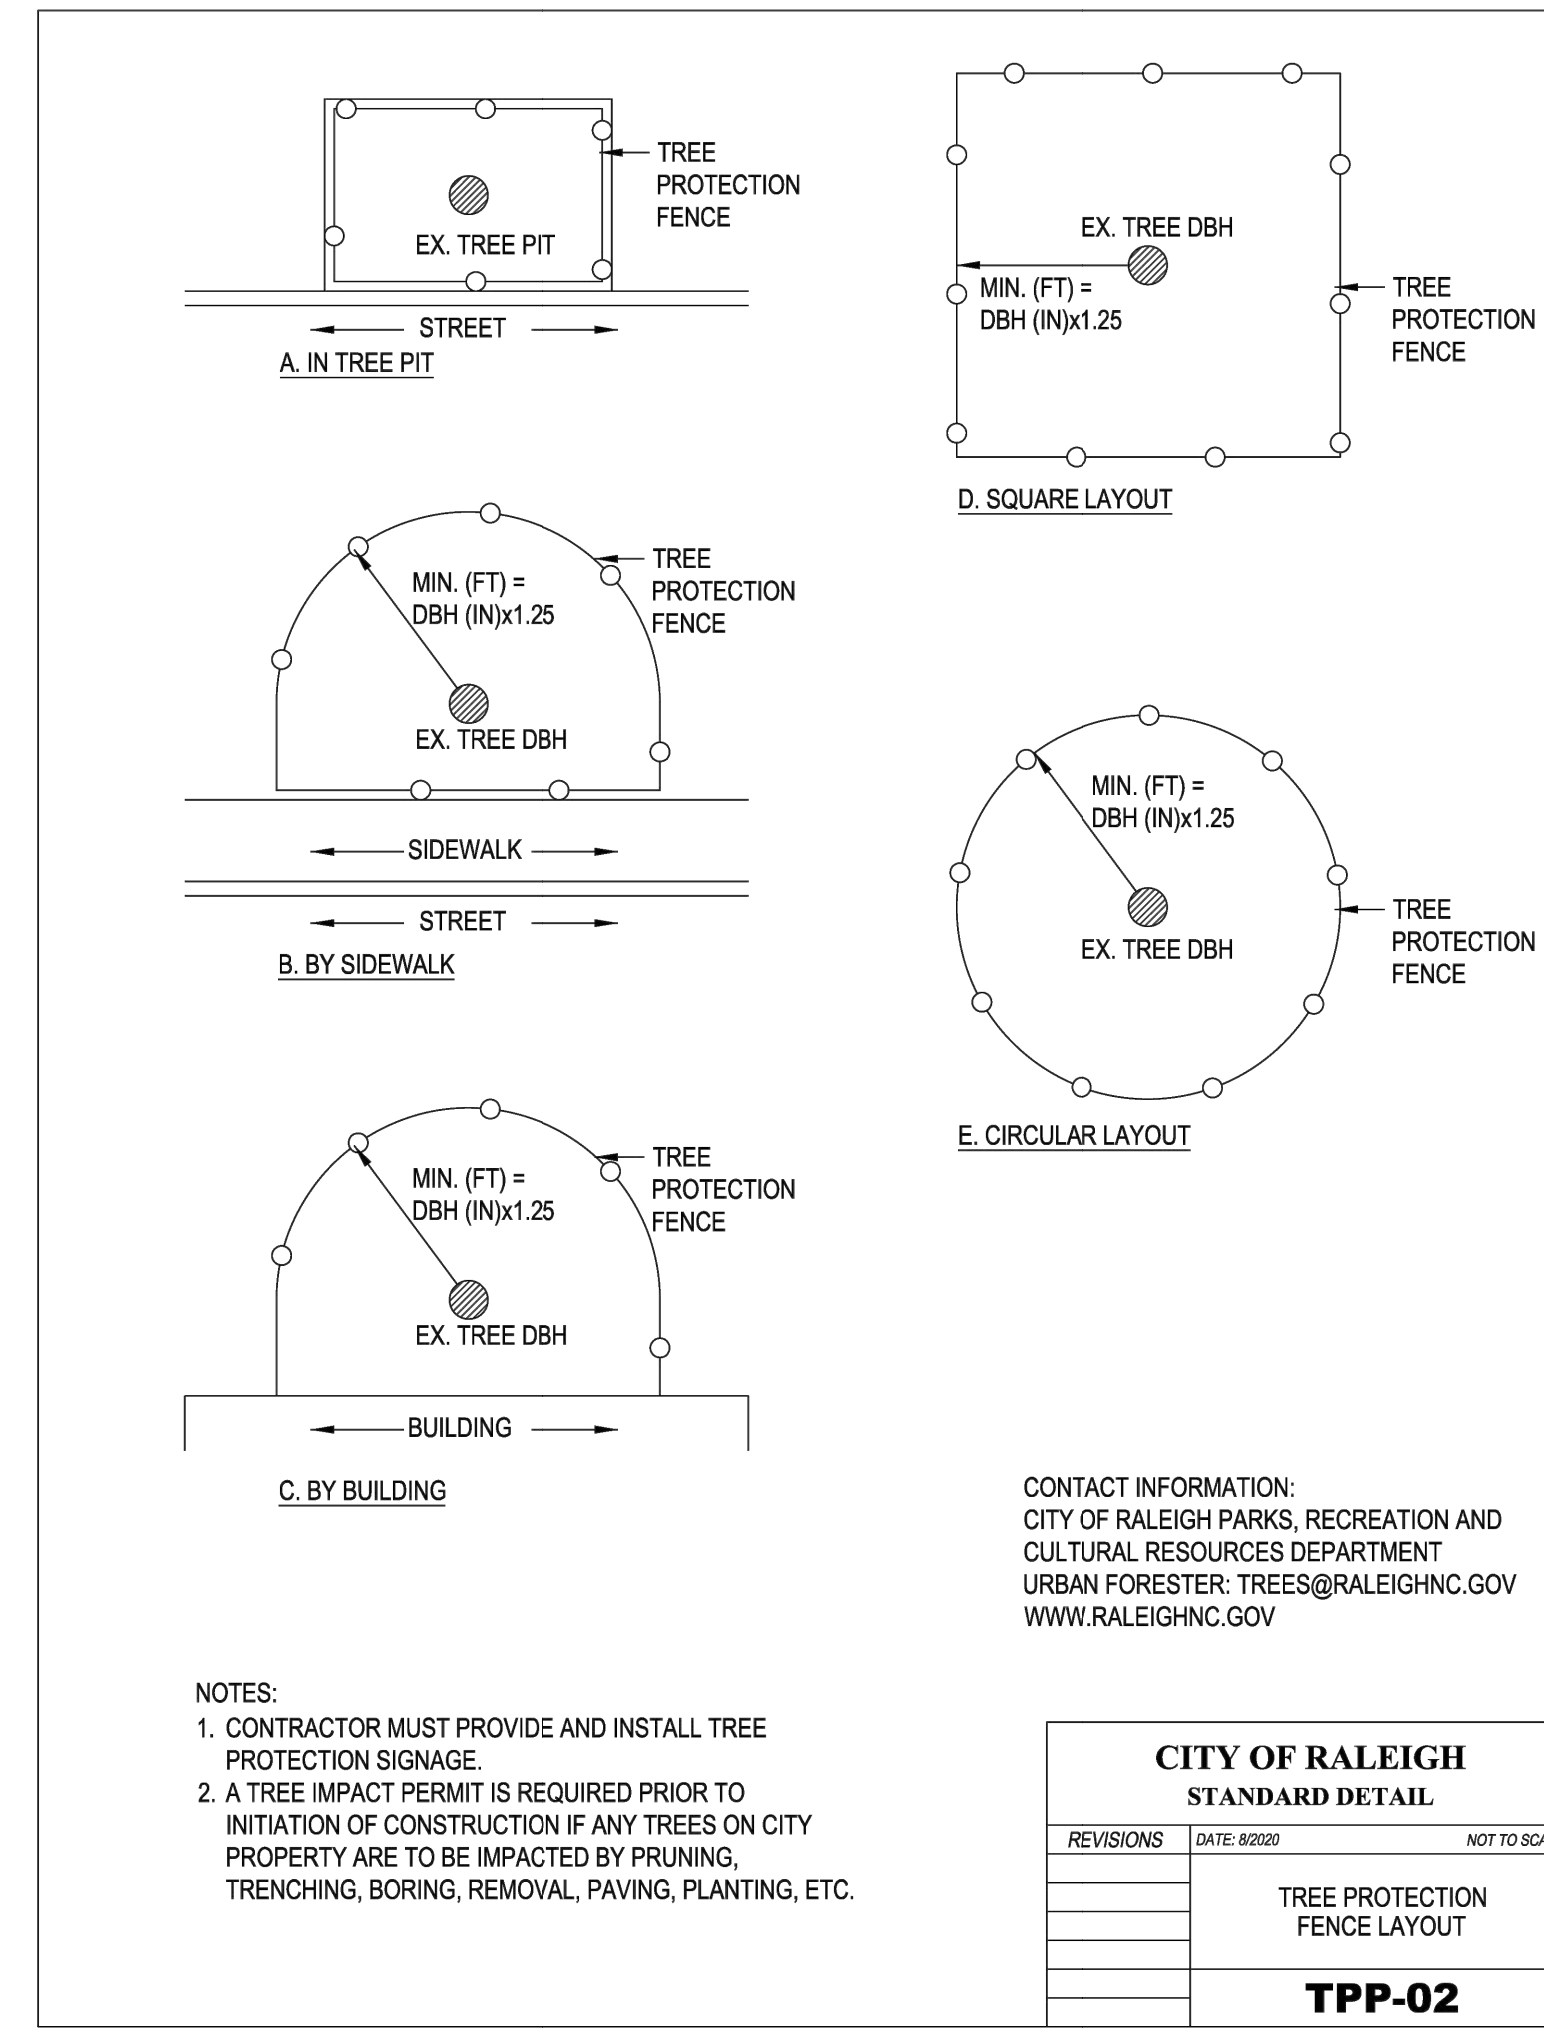 TREE
PROTECTION
FENCE
EX. TREE PIT
STREET
A. IN TREE PIT
EX. TREE DBH
MIN. (FT) =
DBH (IN)x1.25
TREE
PROTECTION
FENCE
D. SQUARE LAYOUT
TREE
PROTECTION
FENCE
MIN. (FT) =
DBH (IN)x1.25
EX. TREE DBH
SIDEWALK
STREET
B. BY SIDEWALK
MIN. (FT) =
DBH (IN)x1.25
EX. TREE DBH
TREE
PROTECTION
FENCE
E. CIRCULAR LAYOUT
TREE
PROTECTION
FENCE
MIN. (FT) =
DBH (IN)x1.25
EX. TREE DBH
BUILDING
C. BY BUILDING
CONTACT INFORMATION:
CITY OF RALEIGH PARKS, RECREATION AND
CULTURAL RESOURCES DEPARTMENT
URBAN FORESTER: TREES@RALEIGHNC.GOV
WWW.RALEIGHNC.GOV
NOTES:
1. CONTRACTOR MUST PROVIDE AND INSTALL TREE
PROTECTION SIGNAGE.
2. A TREE IMPACT PERMIT IS REQUIRED PRIOR TO
INITIATION OF CONSTRUCTION IF ANY TREES ON CITY
PROPERTY ARE TO BE IMPACTED BY PRUNING,
TRENCHING, BORING, REMOVAL, PAVING, PLANTING, ETC.
CITY OF RALEIGH
STANDARD DETAIL
REVISIONS
DATE: 8/2020
NOT TO
TREE PROTECTION
FENCE LAYOUT
TPP-02